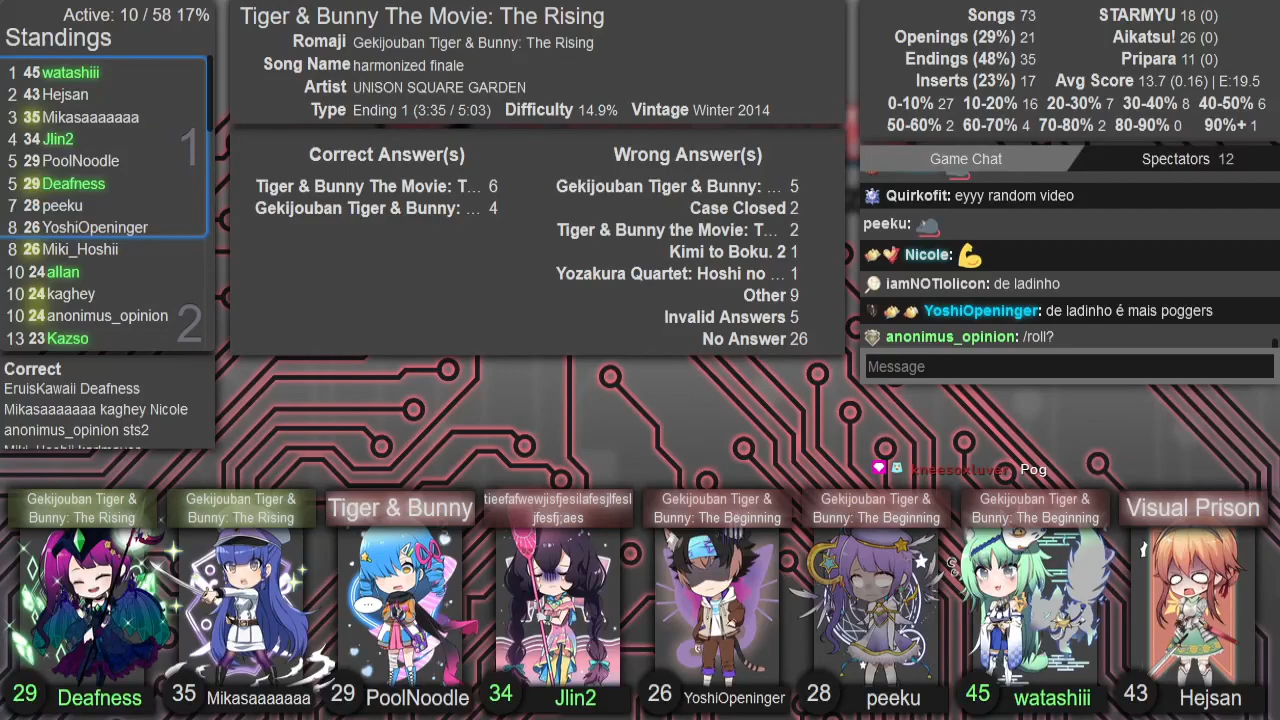 Active: 10 / 58 17%
Standings
1 45 watashiii
2 43 Hejsan
3 35 Mikasaaaaaaa
4 34 Jlin2
5 29 PoolNoodle
5 29 Deafness
7 28 peeku
8 26 YoshiOpeninger
8 26 Miki_Hoshii
10 24 allan
10 24 kaghey
10 24 anonimus_opinion
13 23 Kazso
1
2
Correct
EruisKawaii Deafness
Mikasaaaaaaa kaghey Nicole
anonimus_opinion sts2
Tiger & Bunny The Movie: The Rising
Romaji Gekijouban Tiger & Bunny: The Rising
Song Name harmonized finale
Artist UNISON SQUARE GARDEN
Type Ending 1 (3:35 / 5:03) Difficulty 14.9% Vintage Winter 2014
Correct Answer(s)
Tiger & Bunny The Movie: T... 6
Gekijouban Tiger & Bunny: ... 4
Wrong Answer(s)
Gekijouban Tiger & Bunny: ... 5
Case Closed 2
Tiger & Bunny the Movie: T... 2
Kimi to Boku. 2 1
Yozakura Quartet: Hoshi no ... 1
Other 9
Invalid Answers 5
No Answer 26
Songs 73 STARMYU 18 (0)
Openings (29%) 21 Aikatsu! 26 (0)
Endings (48%) 35 Pripara 11 (0)
Inserts (23%) 17 Avg Score 13.7 (0.16) | E:19.5
0-10% 27 10-20% 16 20-30% 7 30-40% 8 40-50% 6
50-60% 2 60-70% 4 70-80% 2 80-90% 0 90%+ 1
Game Chat Spectators 12
Quirkofit: eyyy random video
peeku:
Nicole:
iamNOTlolicon: de ladinho
YoshiOpeninger: de ladinho é mais poggers
anonimus_opinion: /roll?
Message
kneesoxluver Pog
Gekijouban Tiger &
Bunny: The Rising
Gekijouban Tiger &
Bunny: The Rising
Tiger & Bunny
tieefafwewjisfjesilafesjlfesl
jfesfj;aes
Gekijouban Tiger &
Bunny: The Beginning
Gekijouban Tiger &
Bunny: The Beginning
Gekijouban Tiger &
Bunny: The Beginning
Visual Prison
29 Deafness
35 Mikasaaaaaaa
29 PoolNoodle
34 Jlin2
26 YoshiOpeninger
28 peeku
45 watashiii
43 Hejsan